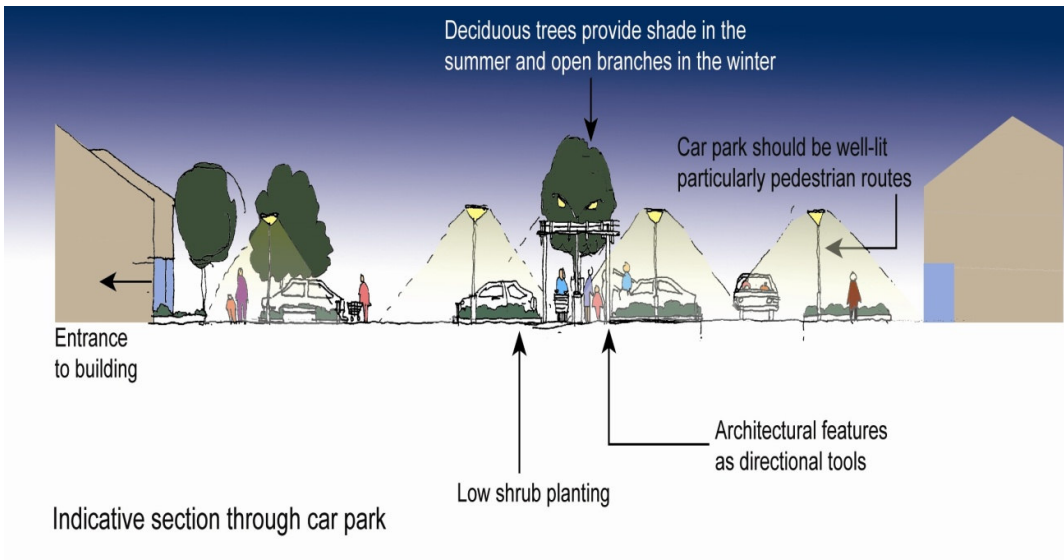 Deciduous trees provide shade in the
summer and open branches in the winter
Car park should be well-lit
particularly pedestrian routes
Entrance
to building
Architectural features
as directional tools
Low shrub planting
Indicative section through car park